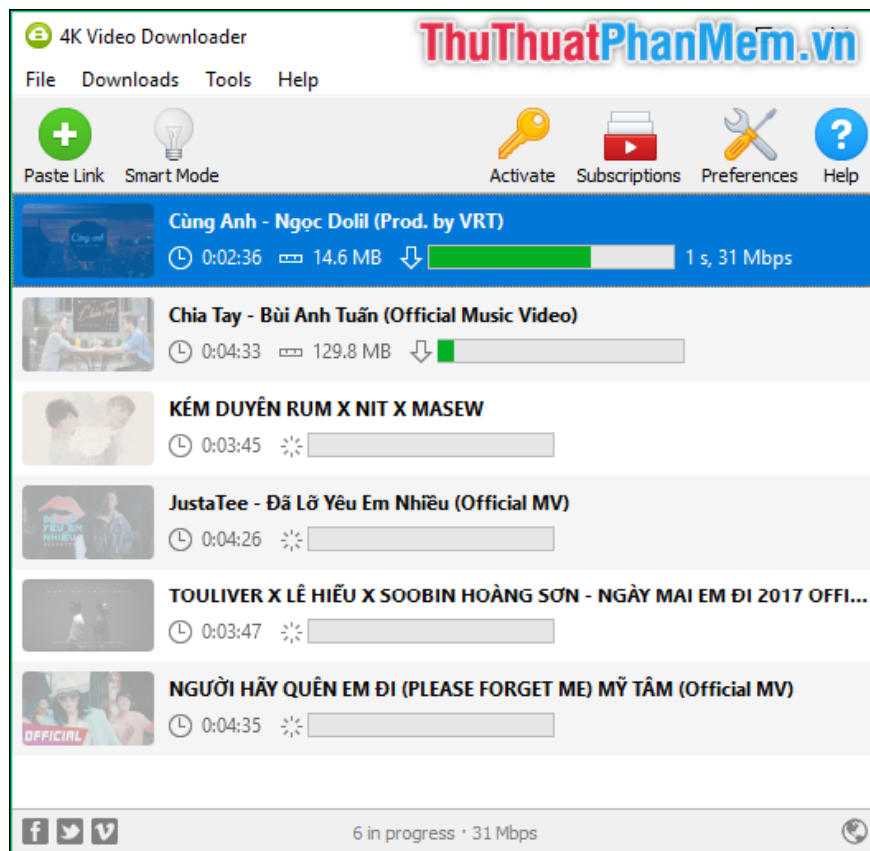 4K Video Downloader
ThuThuatPhanMem.vn
File Downloads Tools Help
Paste Link Smart Mode Activate Subscriptions Preferences Help
Cùng Anh - Ngọc Dolil (Prod. by VRT)
0:02:36 14.6 MB 1 s, 31 Mbps
Chia Tay - Bùi Anh Tuấn (Official Music Video)
0:04:33 129.8 MB
KÉM DUYÊN RUM X NIT X MASEW
0:03:45
JustaTee - Đã Lỡ Yêu Em Nhiều (Official MV)
0:04:26
TOULIVER X LÊ HIẾU X SOOBIN HOÀNG SƠN - NGÀY MAI EM ĐI 2017 OFFI...
0:03:47
NGƯỜI HÃY QUÊN EM ĐI (PLEASE FORGET ME) MỸ TÂM (Official MV)
OFFICIAL
0:04:35
6 in progress · 31 Mbps